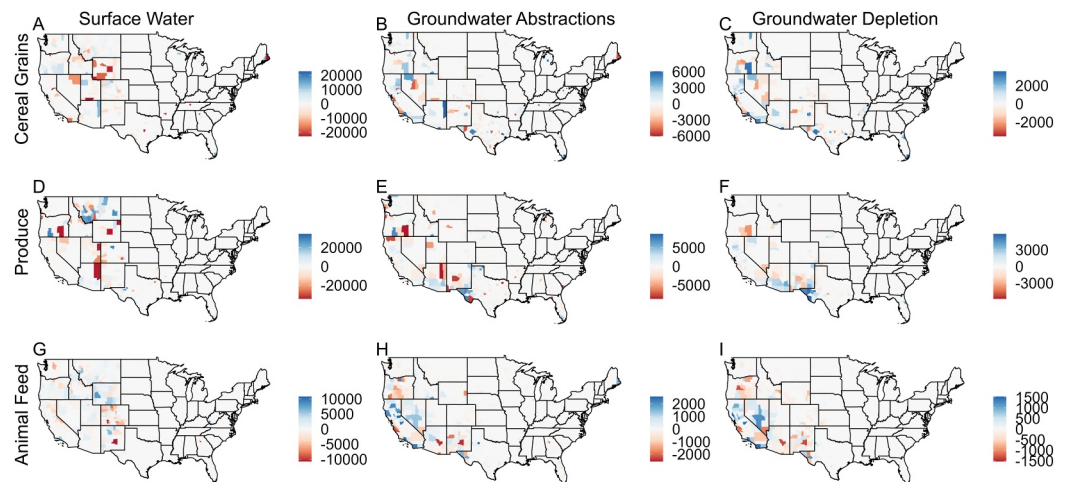 Surface Water
Groundwater Abstractions
Groundwater Depletion
Cereal Grains
A
20000
10000
0
-10000
-20000
B
6000
3000
0
-3000
-6000
C
2000
0
-2000
Produce
D
20000
0
-20000
E
5000
0
-5000
F
3000
0
-3000
Animal Feed
G
10000
5000
0
-5000
-10000
H
2000
1000
0
-1000
-2000
I
1500
1000
500
0
-500
-1000
-1500